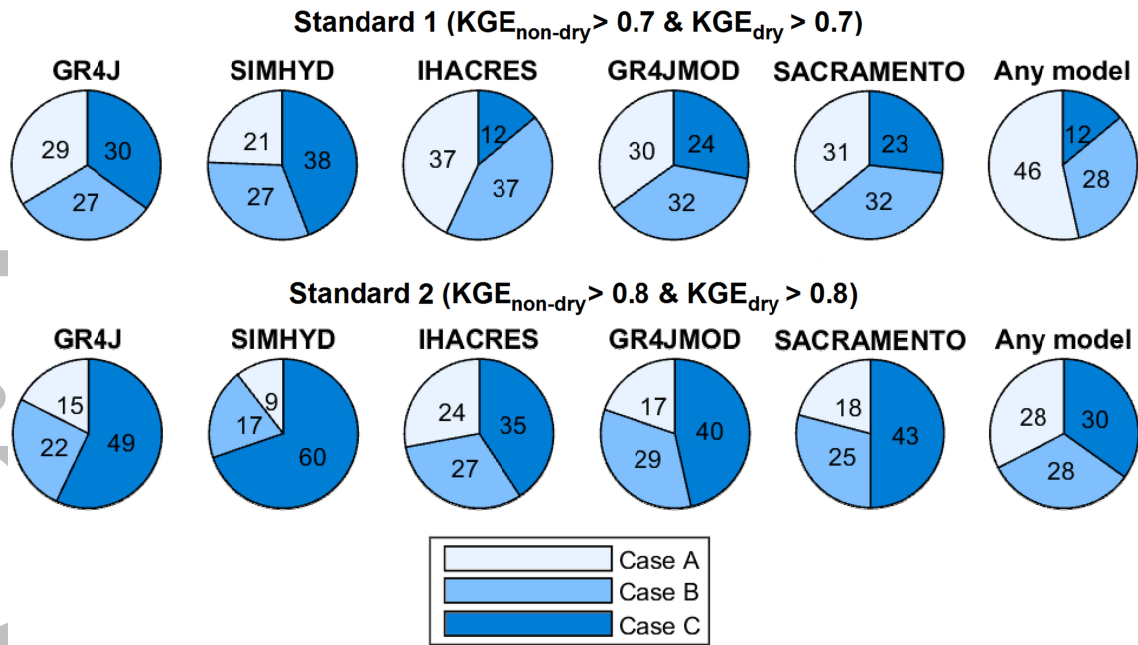 Standard 1 (KGEnon-dry> 0.7 & KGEdry > 0.7)
GR4J SIMHYD IHACRES GR4JMOD SACRAMENTO Any model
29 30 27
21 38 27
37 12 37
30 24 32
31 23 32
46 12 28
Standard 2 (KGEnon-dry> 0.8 & KGEdry > 0.8)
GR4J SIMHYD IHACRES GR4JMOD SACRAMENTO Any model
15 22 49
9 17 60
24 35 27
17 40 29
18 43 25
28 30 28
Case A
Case B
Case C